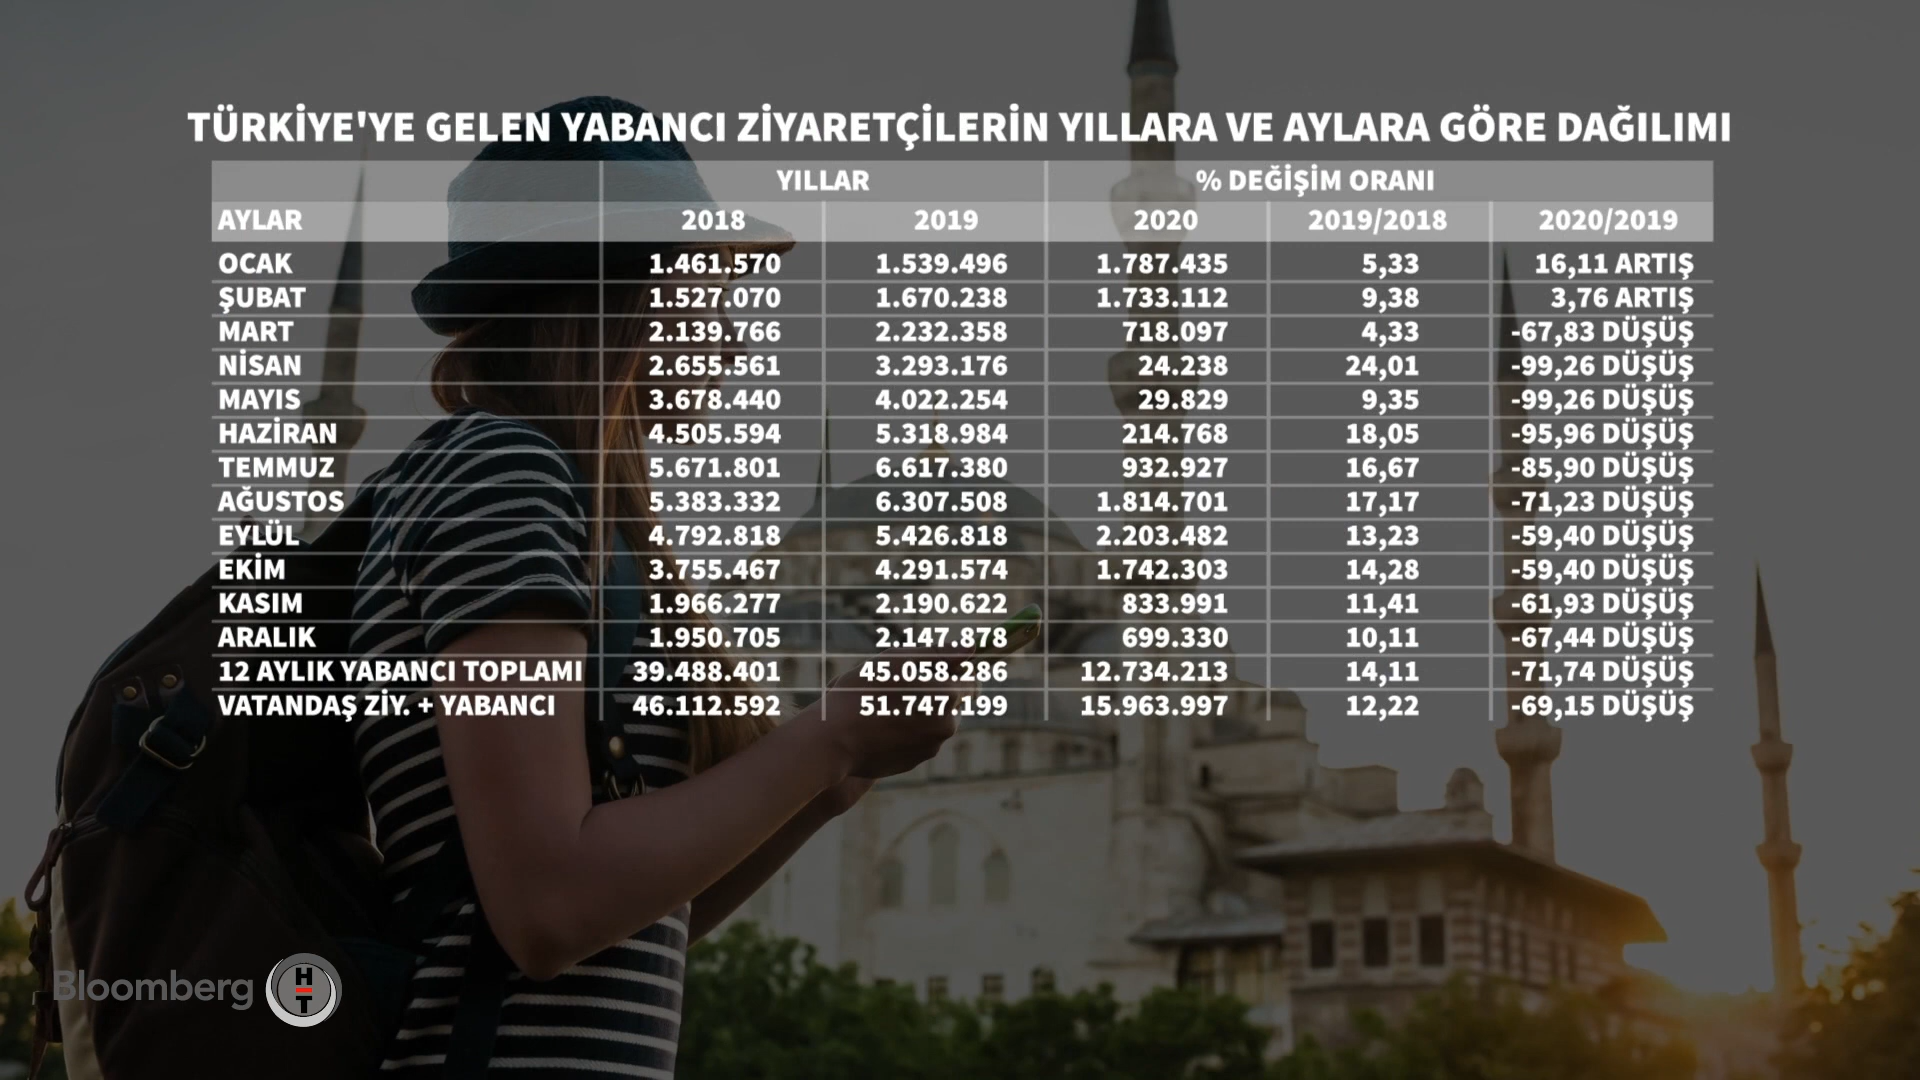 TÜRKİYE'YE GELEN YABANCI ZİYARETÇİLERİN YILLARA VE AYLARA GÖRE DAĞILIMI
YILLAR % DEĞİŞİM ORANI
AYLAR 2018 2019 2020 2019/2018 2020/2019
OCAK 1.461.570 1.539.496 1.787.435 5,33 16,11 ARTIŞ
ŞUBAT 1.527.070 1.670.238 1.733.112 9,38 3,76 ARTIŞ
MART 2.139.766 2.232.358 718.097 4,33 -67,83 DÜŞÜŞ
NİSAN 2.655.561 3.293.176 24.238 24,01 -99,26 DÜŞÜŞ
MAYIS 3.678.440 4.022.254 29.829 9,35 -99,26 DÜŞÜŞ
HAZİRAN 4.505.594 5.318.984 214.768 18,05 -95,96 DÜŞÜŞ
TEMMUZ 5.671.801 6.617.380 932.927 16,67 -85,90 DÜŞÜŞ
AĞUSTOS 5.383.332 6.307.508 1.814.701 17,17 -71,23 DÜŞÜŞ
EYLÜL 4.792.818 5.426.818 2.203.482 13,23 -59,40 DÜŞÜŞ
EKİM 3.755.467 4.291.574 1.742.303 14,28 -59,40 DÜŞÜŞ
KASIM 1.966.277 2.190.622 833.991 11,41 -61,93 DÜŞÜŞ
ARALIK 1.950.705 2.147.878 699.330 10,11 -67,44 DÜŞÜŞ
12 AYLIK YABANCI TOPLAMI 39.488.401 45.058.286 12.734.213 14,11 -71,74 DÜŞÜŞ
VATANDAŞ ZİY. + YABANCI 46.112.592 51.747.199 15.963.997 12,22 -69,15 DÜŞÜŞ
Bloomberg HT